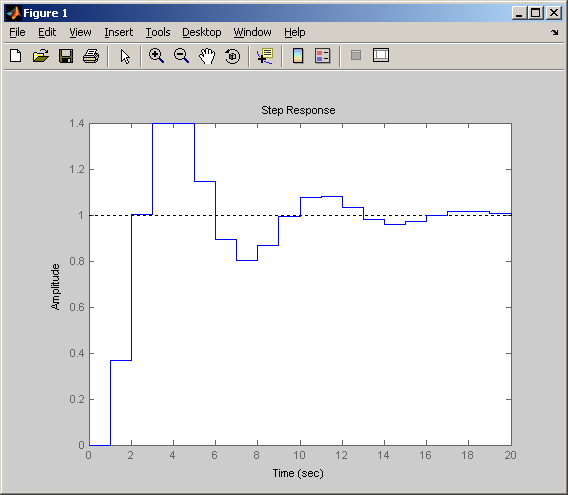 Figure 1
File Edit View Insert Tools Desktop Window Help
Step Response
1.4
1.2
1
0.8
0.6
0.4
0.2
0
Amplitude
0 2 4 6 8 10 12 14 16 18 20
Time (sec)